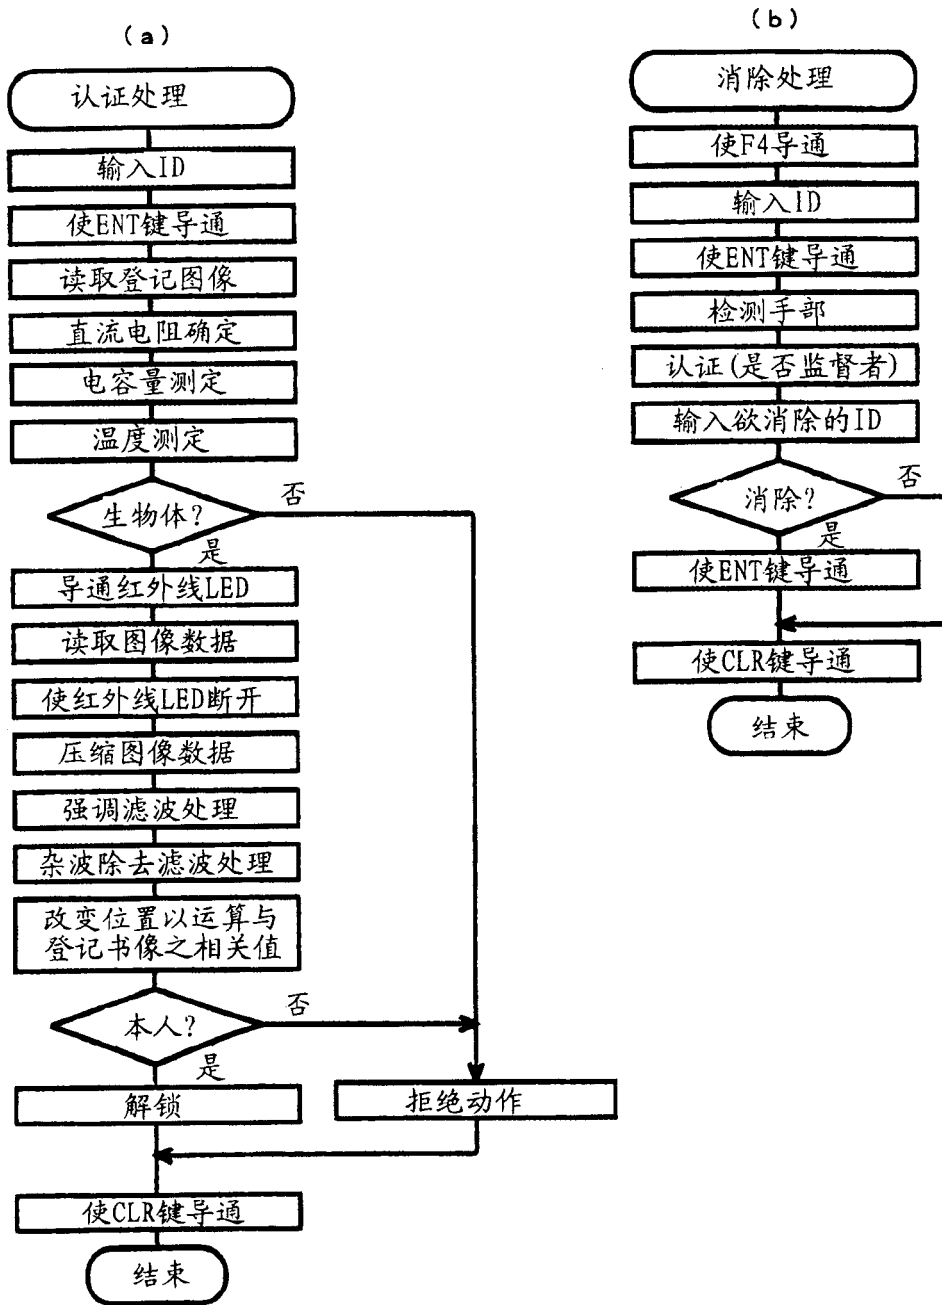 (a)
认证处理
输入ID
使ENT键导通
读取登记图像
直流电阻确定
电容量测定
温度测定
生物体?
否
是
导通红外线LED
读取图像数据
使红外线LED断开
压缩图像数据
强调滤波处理
杂波除去滤波处理
改变位置以运算与
登记书像之相关值
本人?
否
是
解锁
拒绝动作
使CLR键导通
结束
(b)
消除处理
使F4导通
输入ID
使ENT键导通
检测手部
认证(是否监督者)
输入欲消除的ID
消除?
否
是
使ENT键导通
使CLR键导通
结束